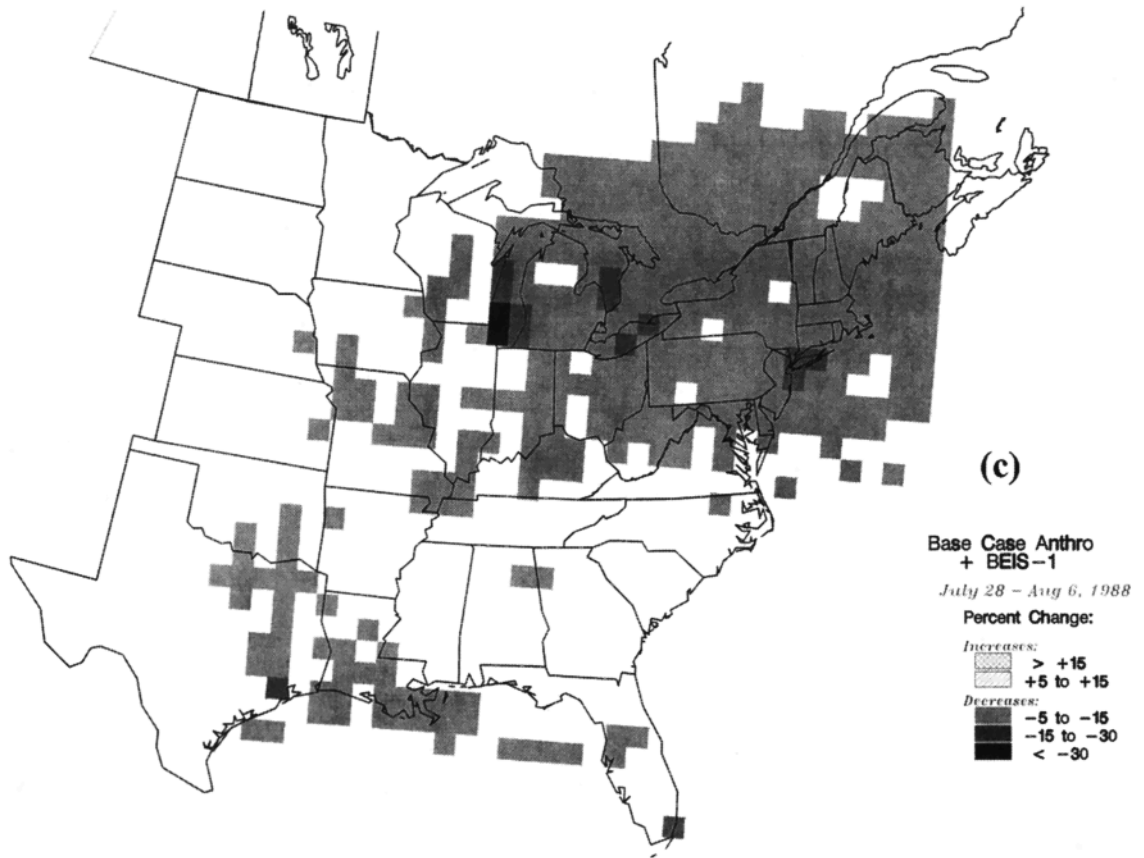 (c)
Base Case Anthro
+ BEIS-1
July 28 - Aug 6, 1988
Percent Change:
Increases:
> +15
+5 to +15
Decreases:
-5 to -15
-15 to -30
< -30